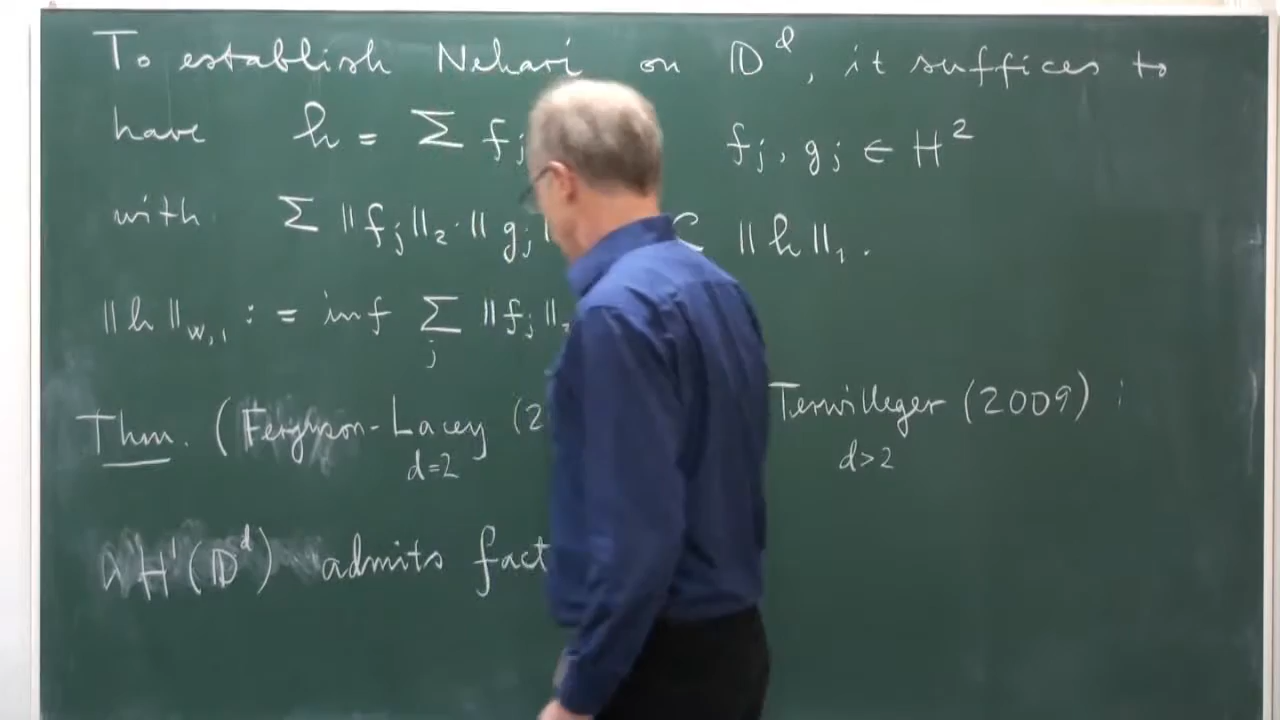 To establish Nehari on 𝔻^d, it suffices to
have h = Σ f_j f_j, g_j ∈ H²
with Σ ||f_j||₂·||g_j|| C ||h||₁.
||h||_{w,1} := inf Σ_j ||f_j||₂
Thm. (Ferguson-Lacey (2 Terwilleger (2009) :
d=2 d>2
H¹(𝔻^d) admits fact